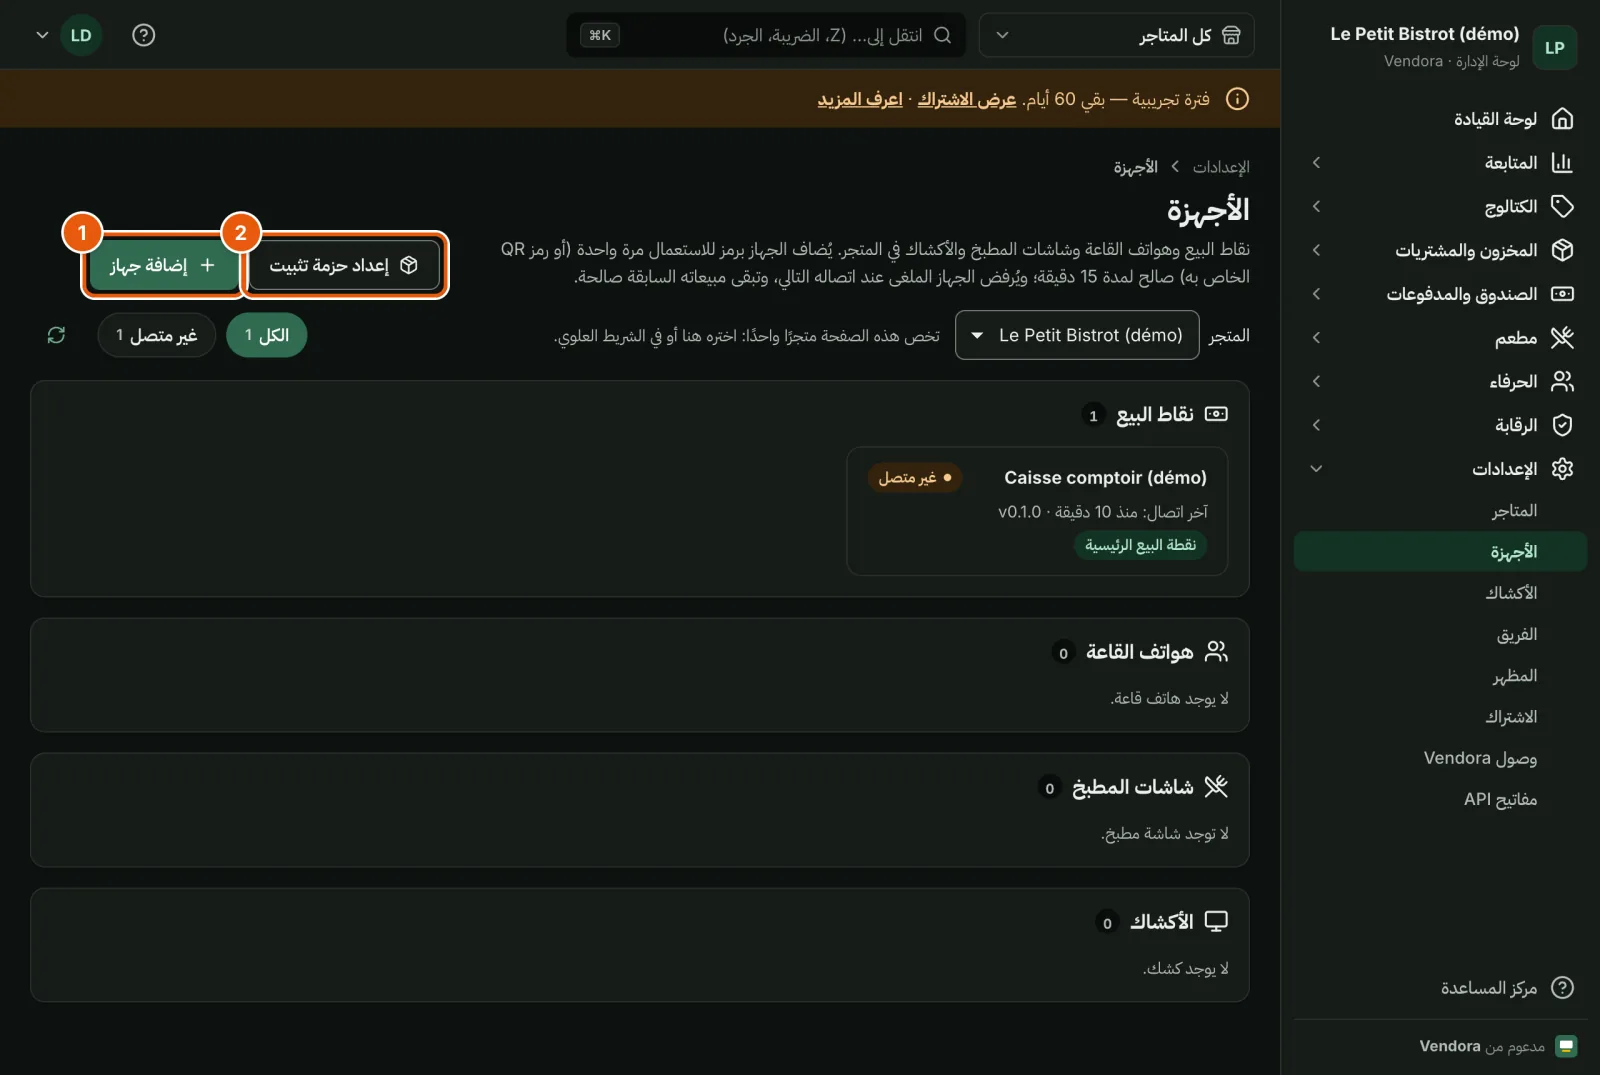 Le Petit Bistrot (démo)
لوحة الإدارة · Vendora
LP
كل المتاجر
انتقل إلى... (Z، الضريبة، الجرد)
⌘K
LD
فترة تجريبية — بقي 60 أيام. عرض الاشتراك · اعرف المزيد
لوحة القيادة
المتابعة
الكتالوج
المخزون والمشتريات
الصندوق والمدفوعات
مطعم
الحرفاء
الرقابة
الإعدادات
المتاجر
الأجهزة
الأكشاك
الفريق
المظهر
الاشتراك
وصول Vendora
مفاتيح API
مركز المساعدة
مدعوم من Vendora
الإعدادات
الأجهزة
الأجهزة
نقاط البيع وهواتف القاعة وشاشات المطبخ والأكشاك في المتجر. يُضاف الجهاز برمز للاستعمال مرة واحدة (أو رمز QR
الخاص به) صالح لمدة 15 دقيقة؛ ويُرفض الجهاز الملغى عند اتصاله التالي، وتبقى مبيعاته السابقة صالحة.
2
إعداد حزمة تثبيت
1
إضافة جهاز
المتجر
Le Petit Bistrot (démo)
تخص هذه الصفحة متجرًا واحدًا: اختره هنا أو في الشريط العلوي.
الكل 1
غير متصل 1
نقاط البيع 1
Caisse comptoir (démo)
غير متصل
آخر اتصال: منذ 10 دقيقة · v0.1.0
نقطة البيع الرئيسية
هواتف القاعة 0
لا يوجد هاتف قاعة.
شاشات المطبخ 0
لا توجد شاشة مطبخ.
الأكشاك 0
لا يوجد كشك.